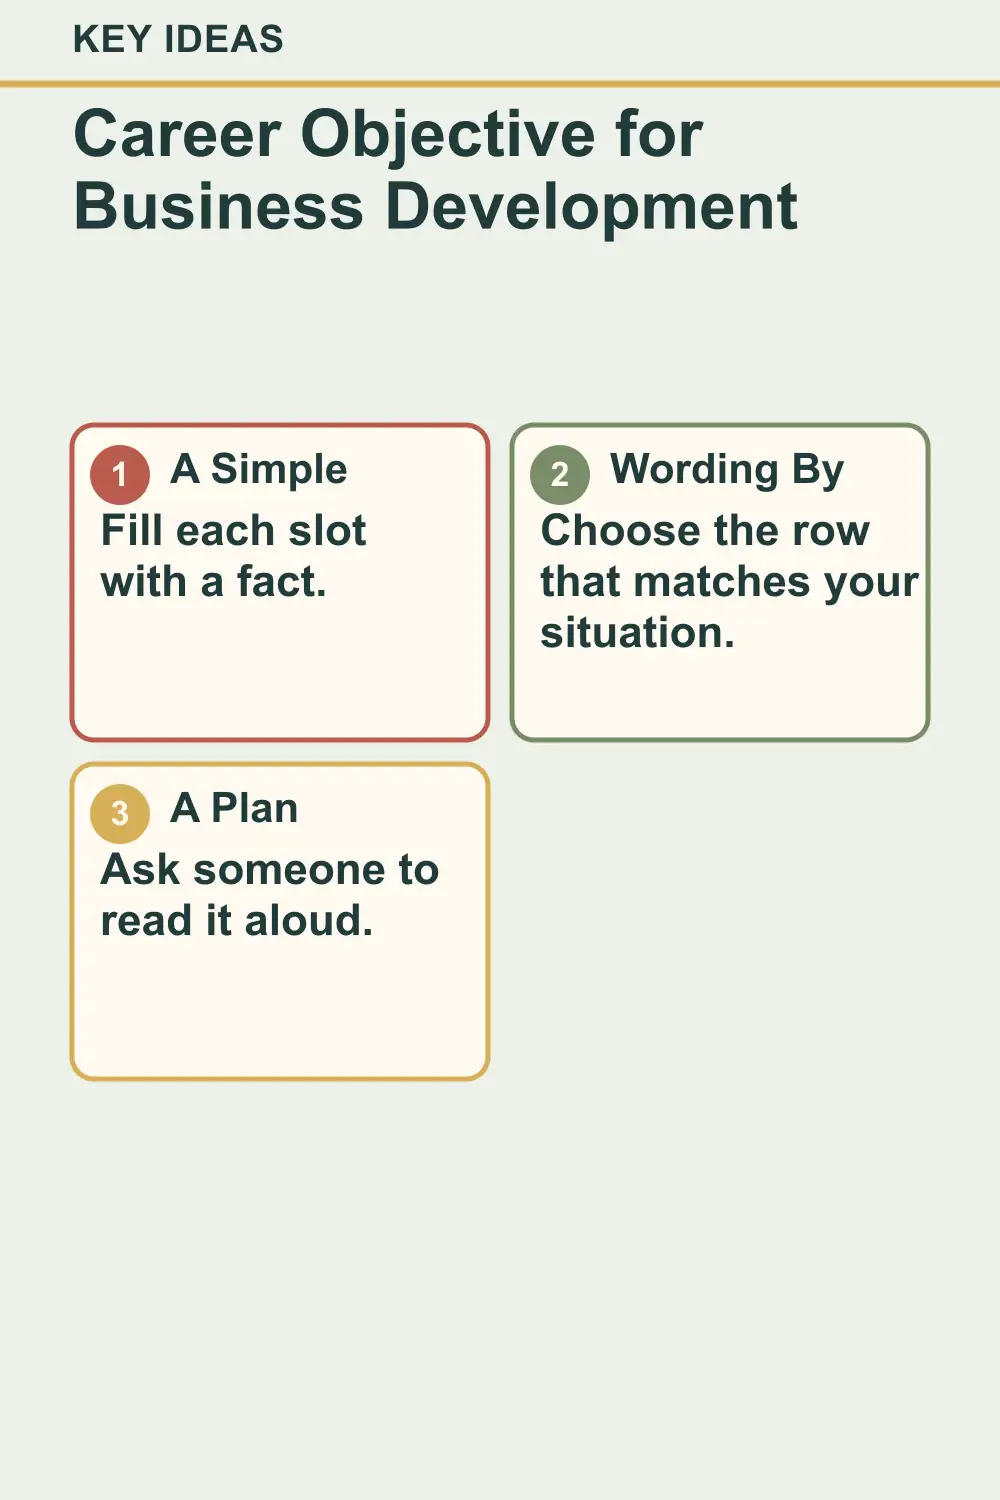 KEY IDEAS
Career Objective for
Business Development
1 A Simple
Fill each slot
with a fact.
2 Wording By
Choose the row
that matches your
situation.
3 A Plan
Ask someone to
read it aloud.